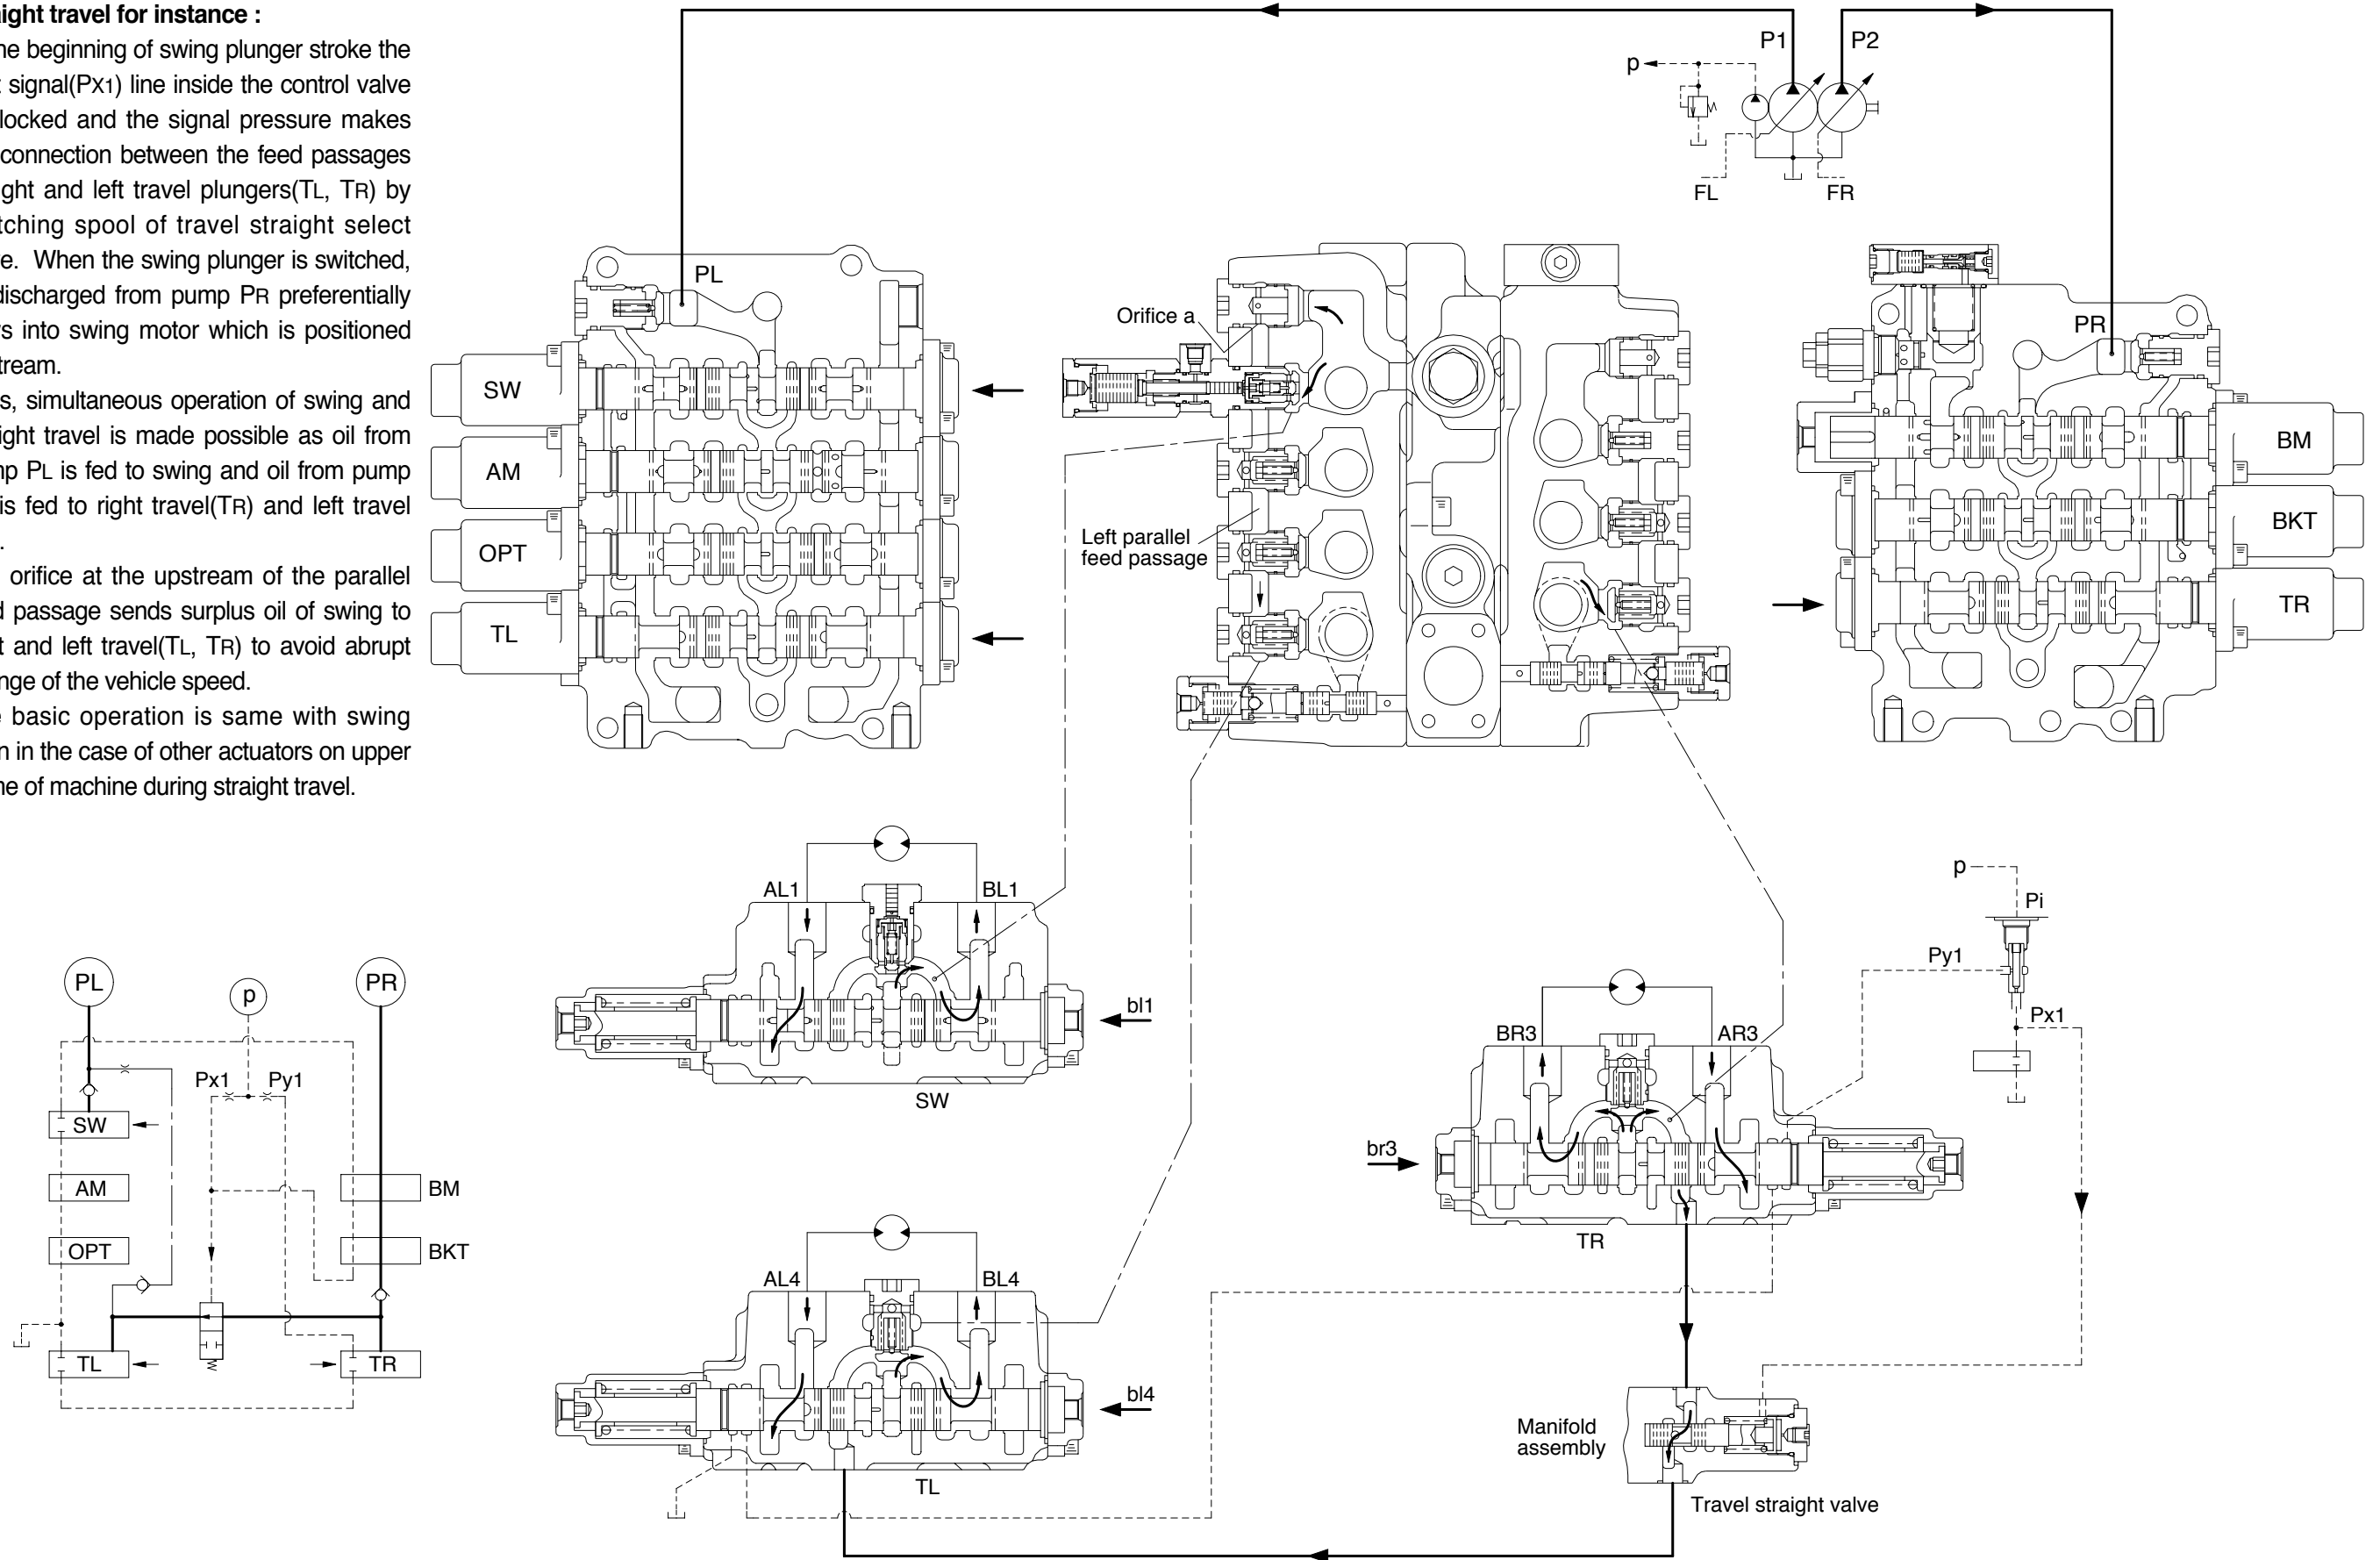 aight travel for instance :
he beginning of swing plunger stroke the
t signal(PX1) line inside the control valve
locked and the signal pressure makes
connection between the feed passages
ght and left travel plungers(TL, TR) by
tching spool of travel straight select
e. When the swing plunger is switched,
discharged from pump PR preferentially
ws into swing motor which is positioned
tream.
s, simultaneous operation of swing and
ight travel is made possible as oil from
mp PL is fed to swing and oil from pump
is fed to right travel(TR) and left travel
.
orifice at the upstream of the parallel
d passage sends surplus oil of swing to
t and left travel(TL, TR) to avoid abrupt
nge of the vehicle speed.
e basic operation is same with swing
n in the case of other actuators on upper
me of machine during straight travel.
P1
P2
p
FL
FR
PL
SW
AM
OPT
TL
Orifice a
Left parallel
feed passage
PR
BM
BKT
TR
AL1
BL1
bl1
SW
p
Pi
Py1
Px1
BR3
AR3
br3
TR
PL
p
PR
Px1
Py1
SW
AM
BM
OPT
BKT
TL
TR
AL4
BL4
bl4
TL
Manifold
assembly
Travel straight valve